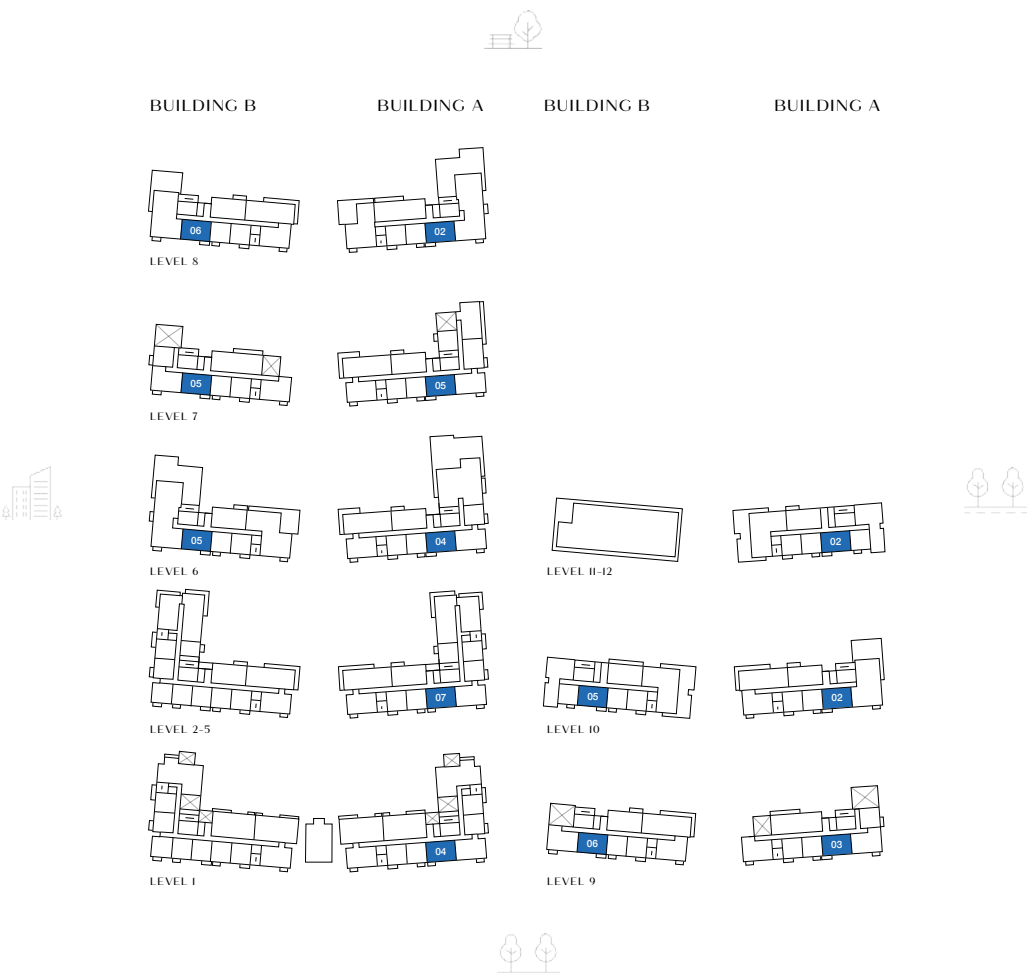 BUILDING B BUILDING A BUILDING B BUILDING A
06 02
LEVEL 8
05 05
LEVEL 7
05 04
LEVEL 6
02
LEVEL 11-12
07
LEVEL 2-5
05 02
LEVEL 10
04
LEVEL 1
06 03
LEVEL 9